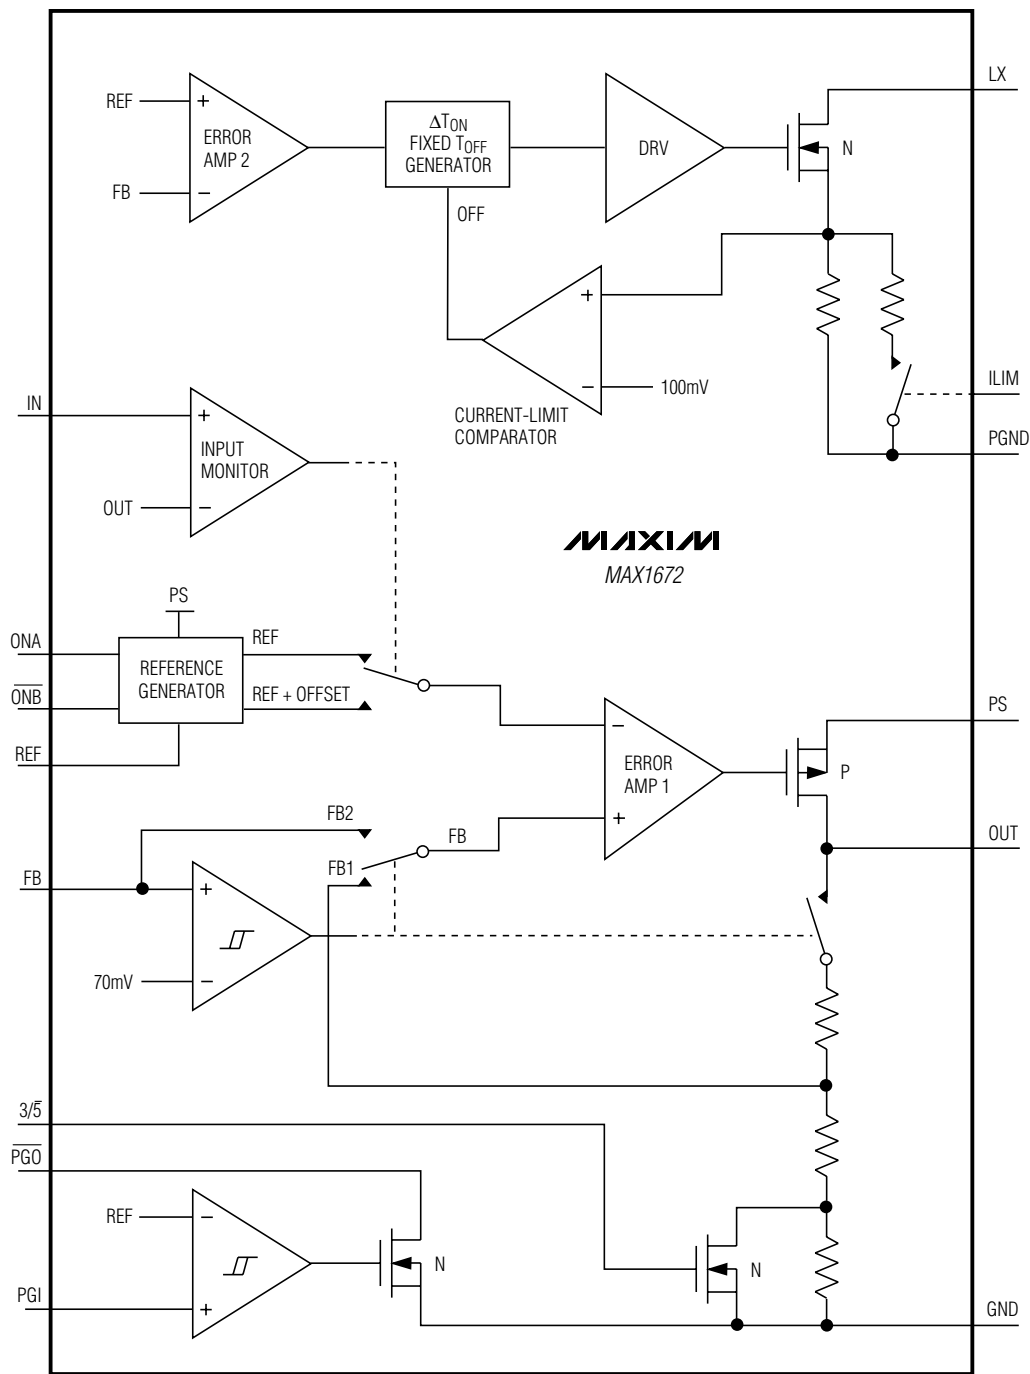 LX
REF
+
ERROR
AMP 2
FB
−
ΔTON
FIXED TOFF
GENERATOR
OFF
DRV
N
+
−
100mV
CURRENT-LIMIT
COMPARATOR
ILIM
PGND
IN
+
INPUT
MONITOR
OUT
−
MAXIM
MAX1672
PS
ONA
O̅N̅B̅
REFERENCE
GENERATOR
REF
REF + OFFSET
REF
−
ERROR
AMP 1
+
PS
P
OUT
FB2
FB
FB1
FB
+
70mV
−
3/5̅
P̅G̅O̅
REF
−
PGI
+
N
N
GND